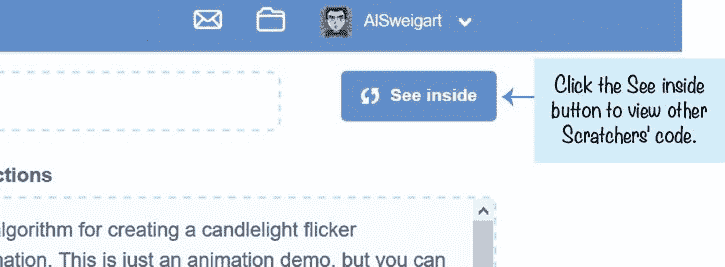 AlSweigart
See inside
Click the See inside
button to view other
Scratchers' code.
ctions
lgorithm for creating a candlelight flicker
nation. This is just an animation demo, but you can